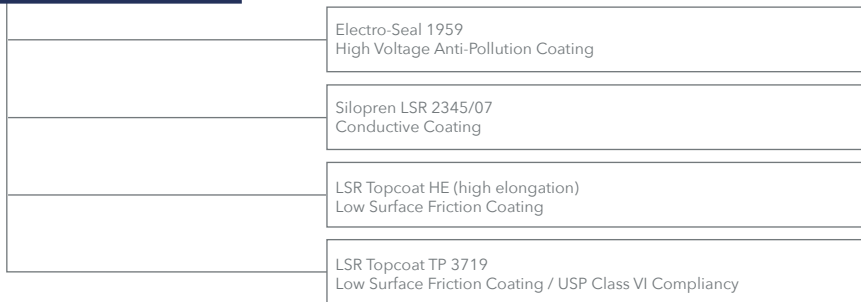 Electro-Seal 1959
High Voltage Anti-Pollution Coating
Silopren LSR 2345/07
Conductive Coating
LSR Topcoat HE (high elongation)
Low Surface Friction Coating
LSR Topcoat TP 3719
Low Surface Friction Coating / USP Class VI Compliancy